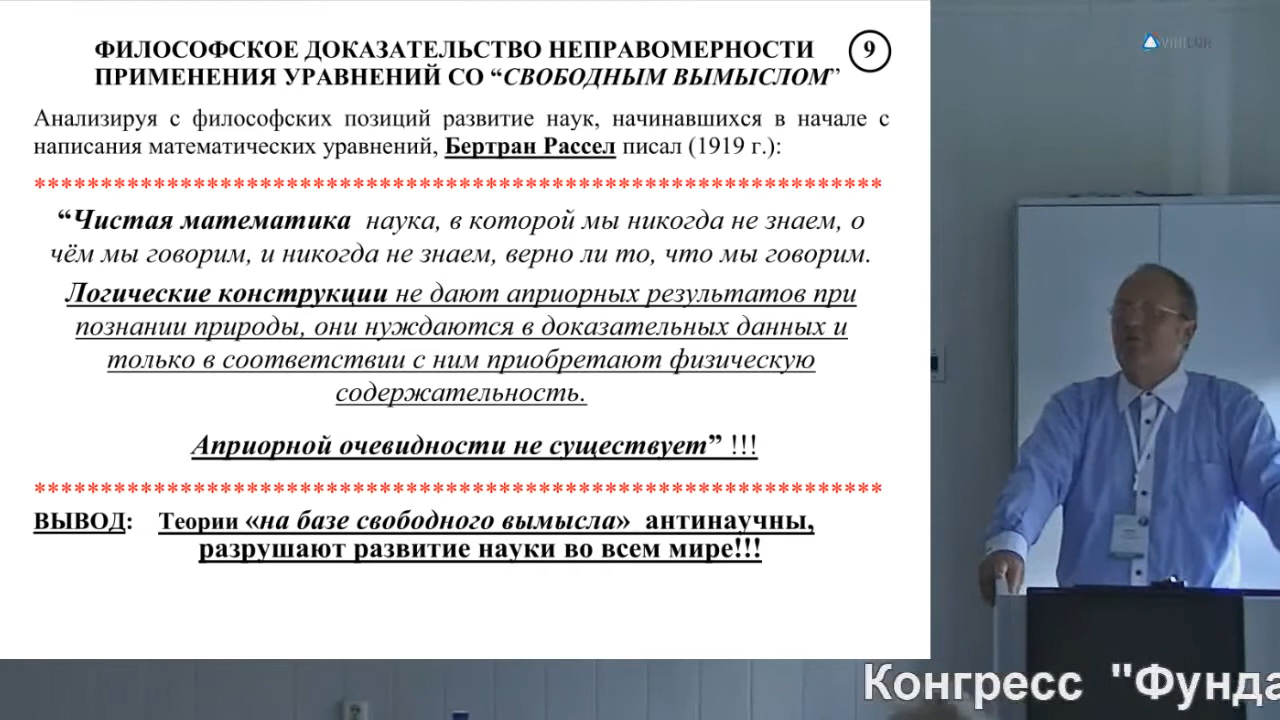 ФИЛОСОФСКОЕ ДОКАЗАТЕЛЬСТВО НЕПРАВОМЕРНОСТИ
ПРИМЕНЕНИЯ УРАВНЕНИЙ СО “СВОБОДНЫМ ВЫМЫСЛОМ”
9
Анализируя с философских позиций развитие наук, начинавшихся в начале с
написания математических уравнений, Бертран Рассел писал (1919 г.):
****************************************************************
“Чистая математика наука, в которой мы никогда не знаем, о
чём мы говорим, и никогда не знаем, верно ли то, что мы говорим.
Логические конструкции не дают априорных результатов при
познании природы, они нуждаются в доказательных данных и
только в соответствии с ним приобретают физическую
содержательность.
Априорной очевидности не существует” !!!
****************************************************************
ВЫВОД: Теории «на базе свободного вымысла» антинаучны,
разрушают развитие науки во всем мире!!!
Конгресс "Фунда